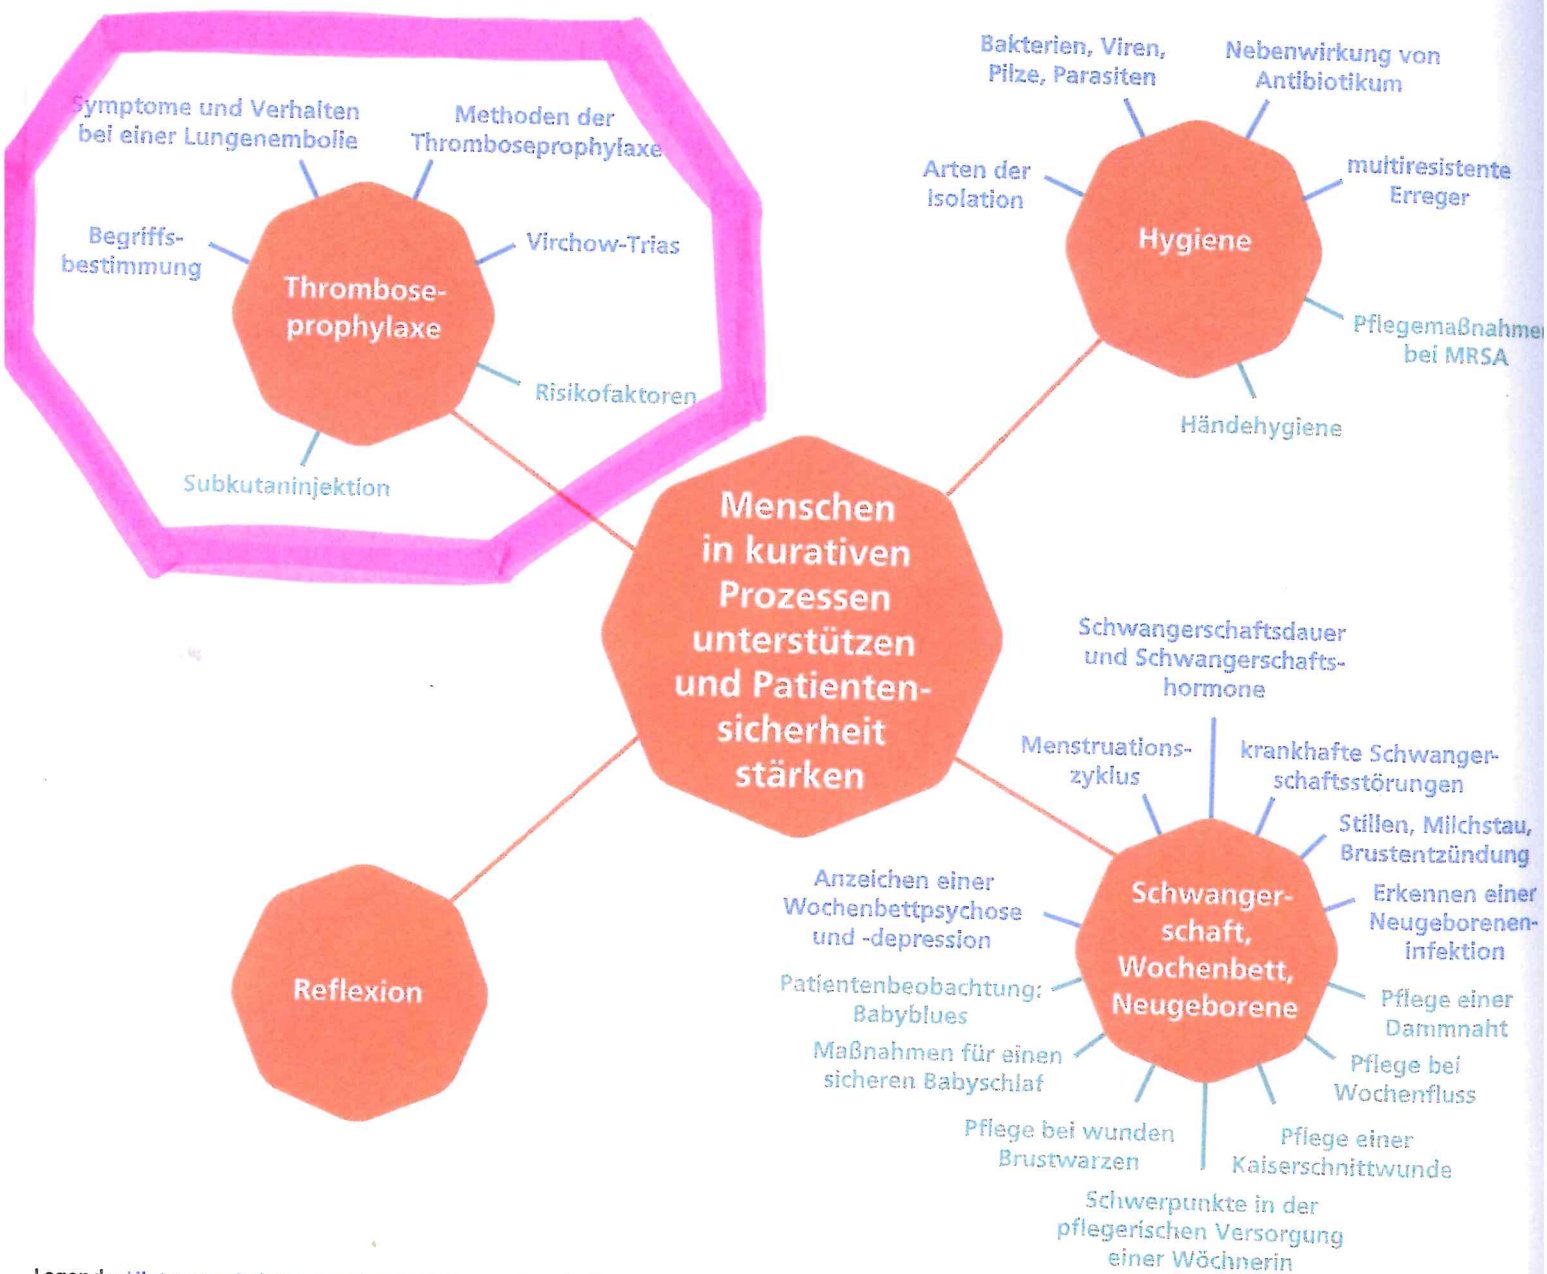 Symptome und Verhalten
bei einer Lungenembolie
Methoden der
Thromboseprophylaxe
Begriffs-
bestimmung
Virchow-Trias
Thrombose-
prophylaxe
Risikofaktoren
Subkutaninjektion
Bakterien, Viren,
Pilze, Parasiten
Nebenwirkung von
Antibiotikum
Arten der
Isolation
multiresistente
Erreger
Hygiene
Pflegemaßnahmen
bei MRSA
Händehygiene
Menschen
in kurativen
Prozessen
unterstützen
und Patienten-
sicherheit
stärken
Reflexion
Schwangerschaftsdauer
und Schwangerschafts-
hormone
Menstruations-
zyklus
krankhafte Schwanger-
schaftsstörungen
Stillen, Milchstau,
Brustentzündung
Anzeichen einer
Wochenbettpsychose
und -depression
Schwanger-
schaft,
Wochenbett,
Neugeborene
Erkennen einer
Neugeborenen-
infektion
Patientenbeobachtung:
Babyblues
Pflege einer
Dammnaht
Maßnahmen für einen
sicheren Babyschlaf
Pflege bei
Wochenfluss
Pflege bei wunden
Brustwarzen
Pflege einer
Kaiserschnittwunde
Schwerpunkte in der
pflegerischen Versorgung
einer Wöchnerin